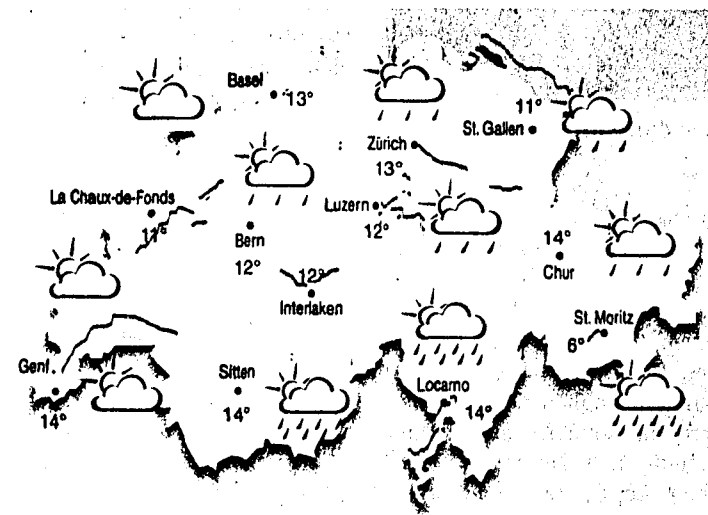 Basel
13°
11°
St. Gallen
Zürich
13°
La Chaux-de-Fonds
11°
Luzern
12°
Bern
12°
14°
Chur
12°
Interlaken
St. Moritz
6°
Genf
14°
Sitten
14°
Locarno
14°